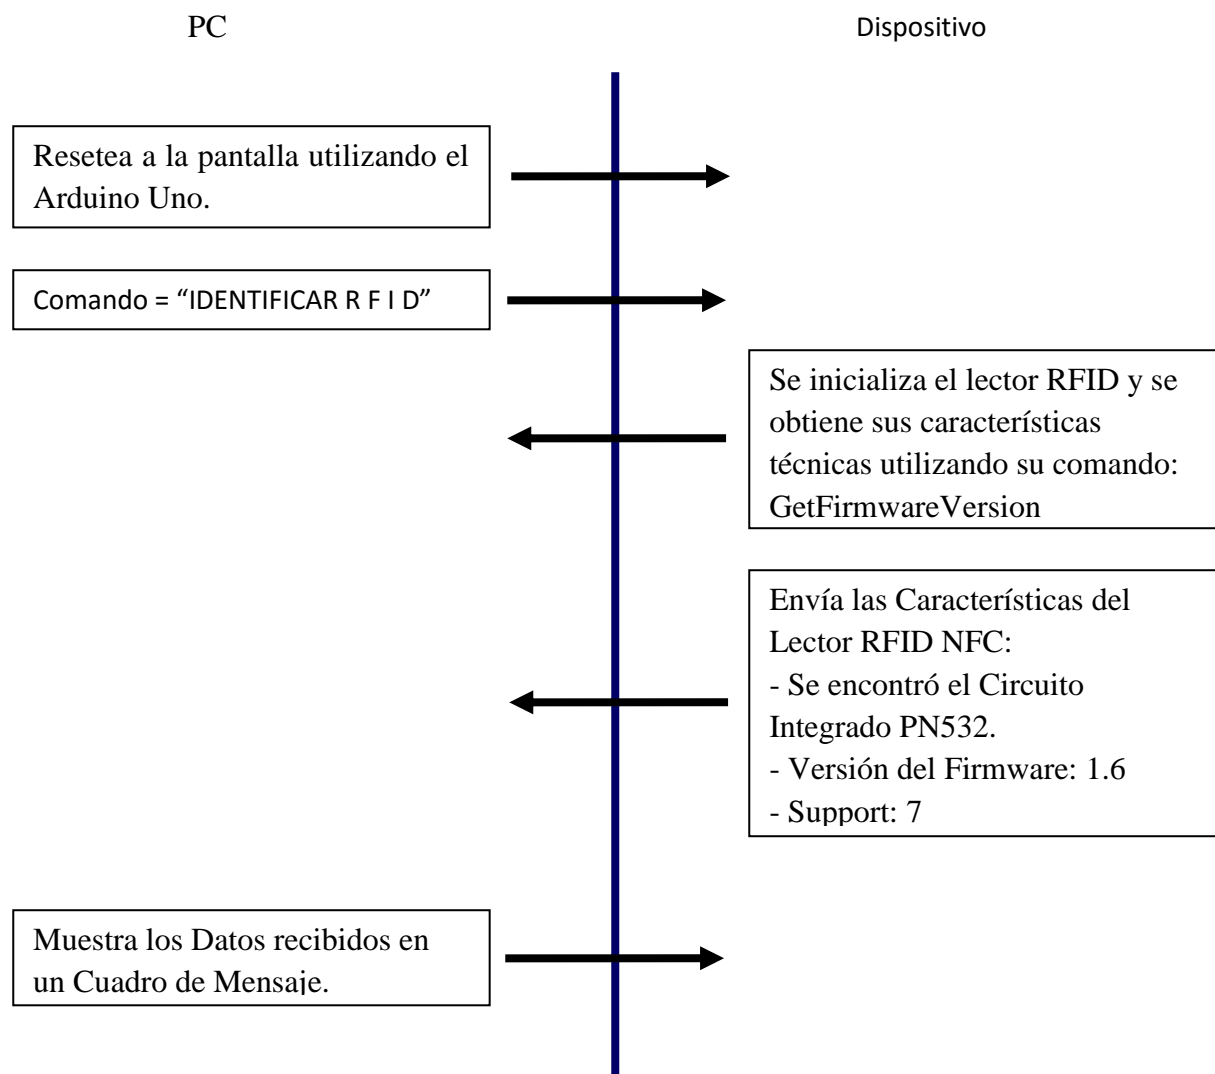 PC
Dispositivo
Resetea a la pantalla utilizando el
Arduino Uno.
Comando = “IDENTIFICAR R F I D”
Se inicializa el lector RFID y se
obtiene sus características
técnicas utilizando su comando:
GetFirmwareVersion
Envía las Características del
Lector RFID NFC:
- Se encontró el Circuito
Integrado PN532.
- Versión del Firmware: 1.6
- Support: 7
Muestra los Datos recibidos en
un Cuadro de Mensaje.